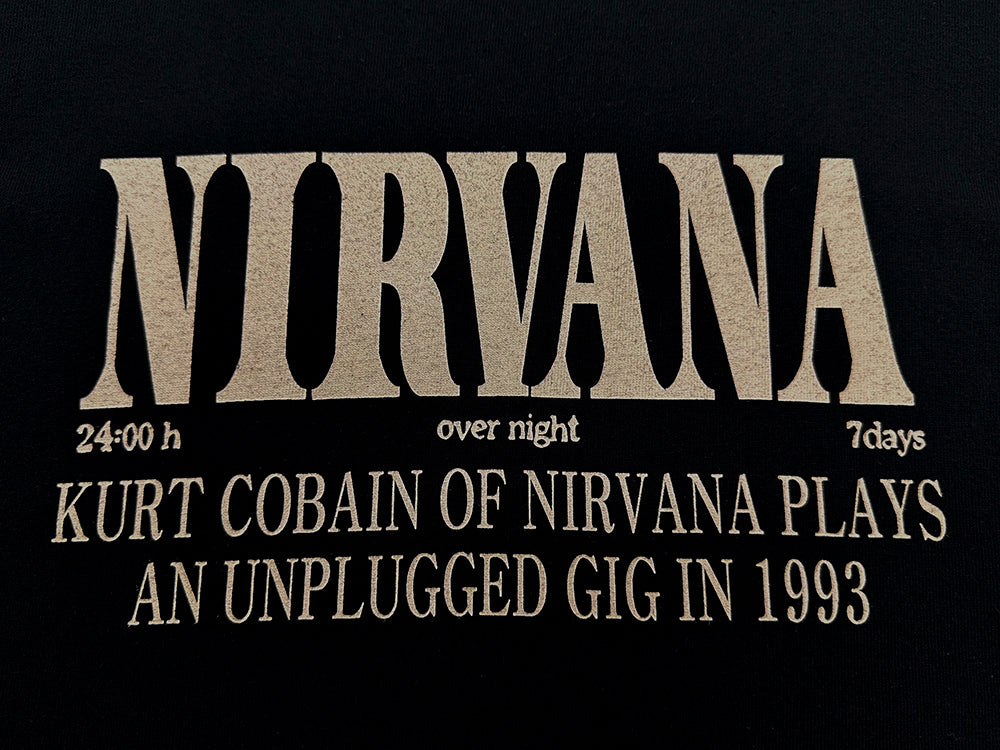 NIRVANA
24:00 h over night 7days
KURT COBAIN OF NIRVANA PLAYS
AN UNPLUGGED GIG IN 1993